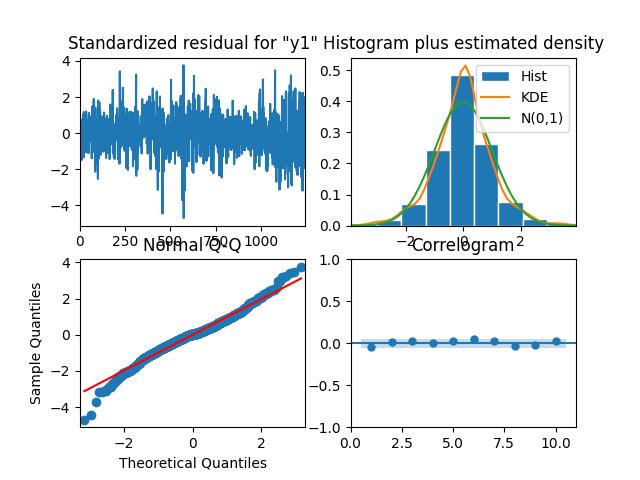 Standardized residual for "y1"
Histogram plus estimated density
4
2
0
−2
−4
0 250 500 750 1000
0.5
0.4
0.3
0.2
0.1
0.0
−2 0 2
Hist
KDE
N(0,1)
Normal Q-Q
Correlogram
Sample Quantiles
4
2
0
−2
−4
−2 0 2
Theoretical Quantiles
1.0
0.5
0.0
−0.5
−1.0
0.0 2.5 5.0 7.5 10.0